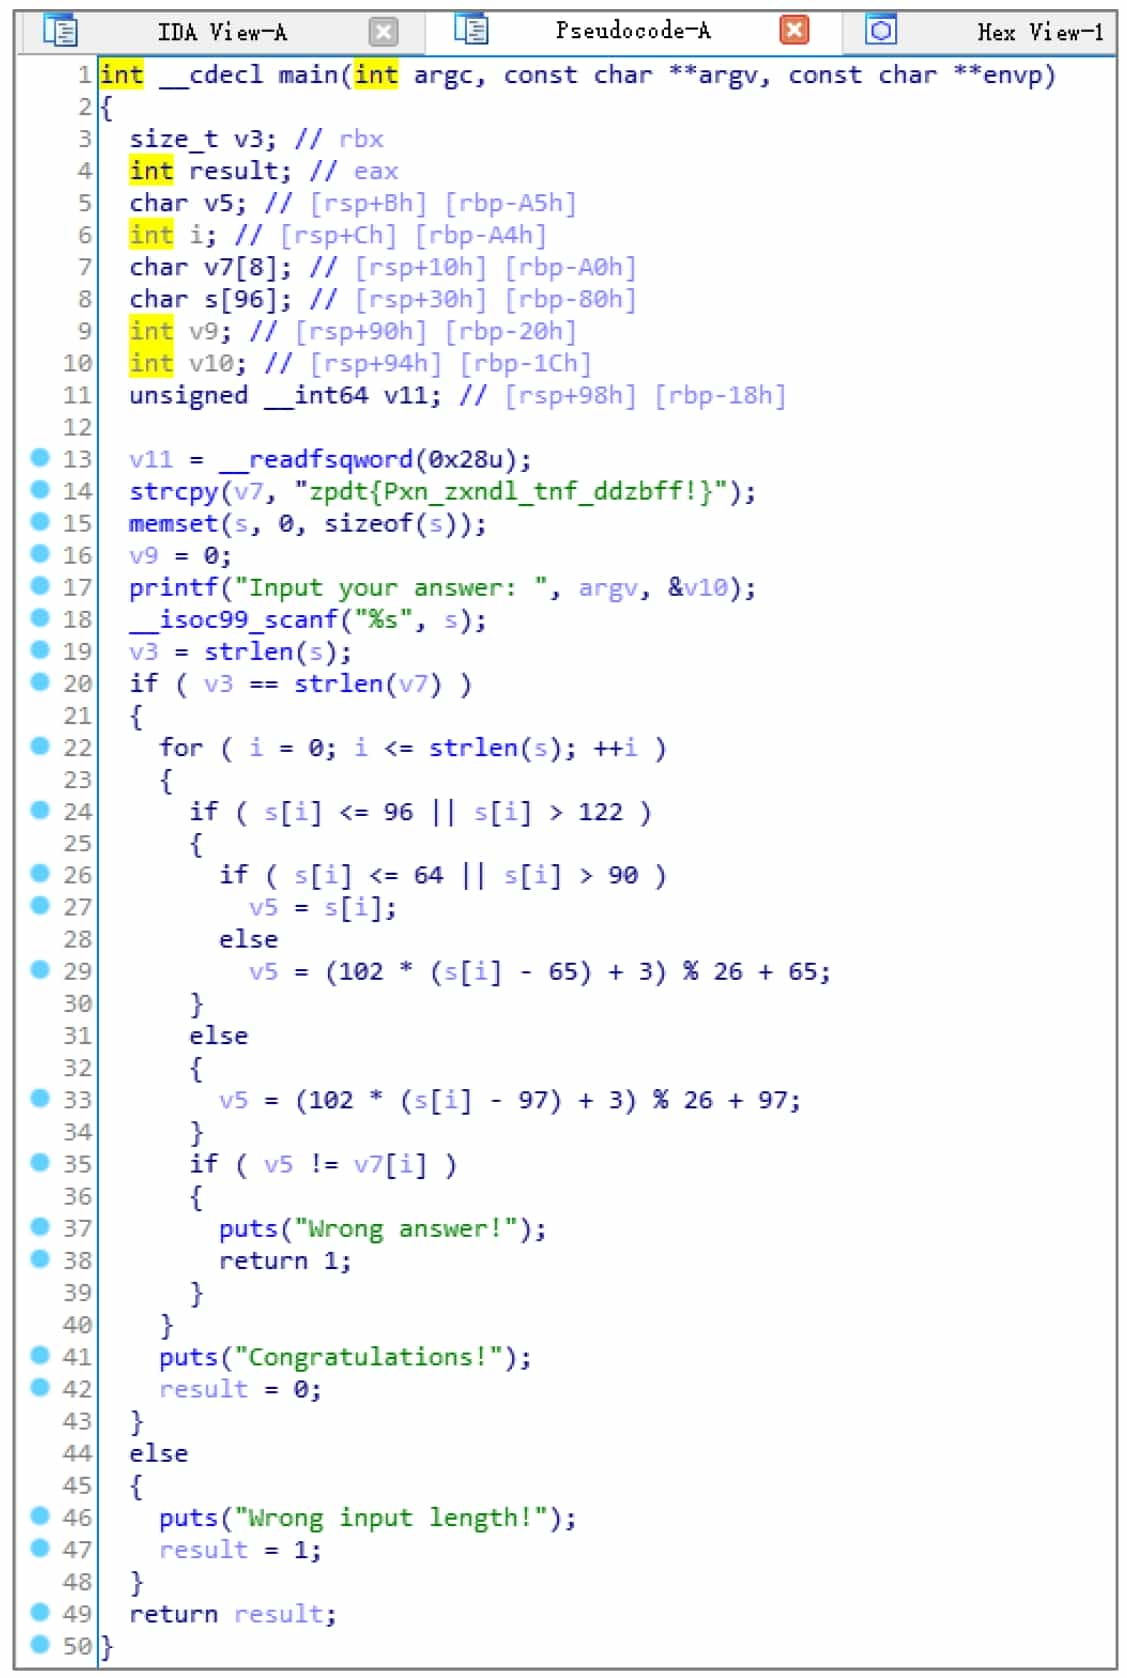 IDA View-A Pseudocode-A Hex View-1
1 int __cdecl main(int argc, const char **argv, const char **envp)
2 {
3 size_t v3; // rbx
4 int result; // eax
5 char v5; // [rsp+Bh] [rbp-A5h]
6 int i; // [rsp+Ch] [rbp-A4h]
7 char v7[8]; // [rsp+10h] [rbp-A0h]
8 char s[96]; // [rsp+30h] [rbp-80h]
9 int v9; // [rsp+90h] [rbp-20h]
10 int v10; // [rsp+94h] [rbp-1Ch]
11 unsigned __int64 v11; // [rsp+98h] [rbp-18h]
12
13 v11 = __readfsqword(0x28u);
14 strcpy(v7, "zpdt{Pxn_zxndl_tnf_ddzbff!}");
15 memset(s, 0, sizeof(s));
16 v9 = 0;
17 printf("Input your answer: ", argv, &v10);
18 __isoc99_scanf("%s", s);
19 v3 = strlen(s);
20 if ( v3 == strlen(v7) )
21 {
22 for ( i = 0; i <= strlen(s); ++i )
23 {
24 if ( s[i] <= 96 || s[i] > 122 )
25 {
26 if ( s[i] <= 64 || s[i] > 90 )
27 v5 = s[i];
28 else
29 v5 = (102 * (s[i] - 65) + 3) % 26 + 65;
30 }
31 else
32 {
33 v5 = (102 * (s[i] - 97) + 3) % 26 + 97;
34 }
35 if ( v5 != v7[i] )
36 {
37 puts("Wrong answer!");
38 return 1;
39 }
40 }
41 puts("Congratulations!");
42 result = 0;
43 }
44 else
45 {
46 puts("Wrong input length!");
47 result = 1;
48 }
49 return result;
50 }